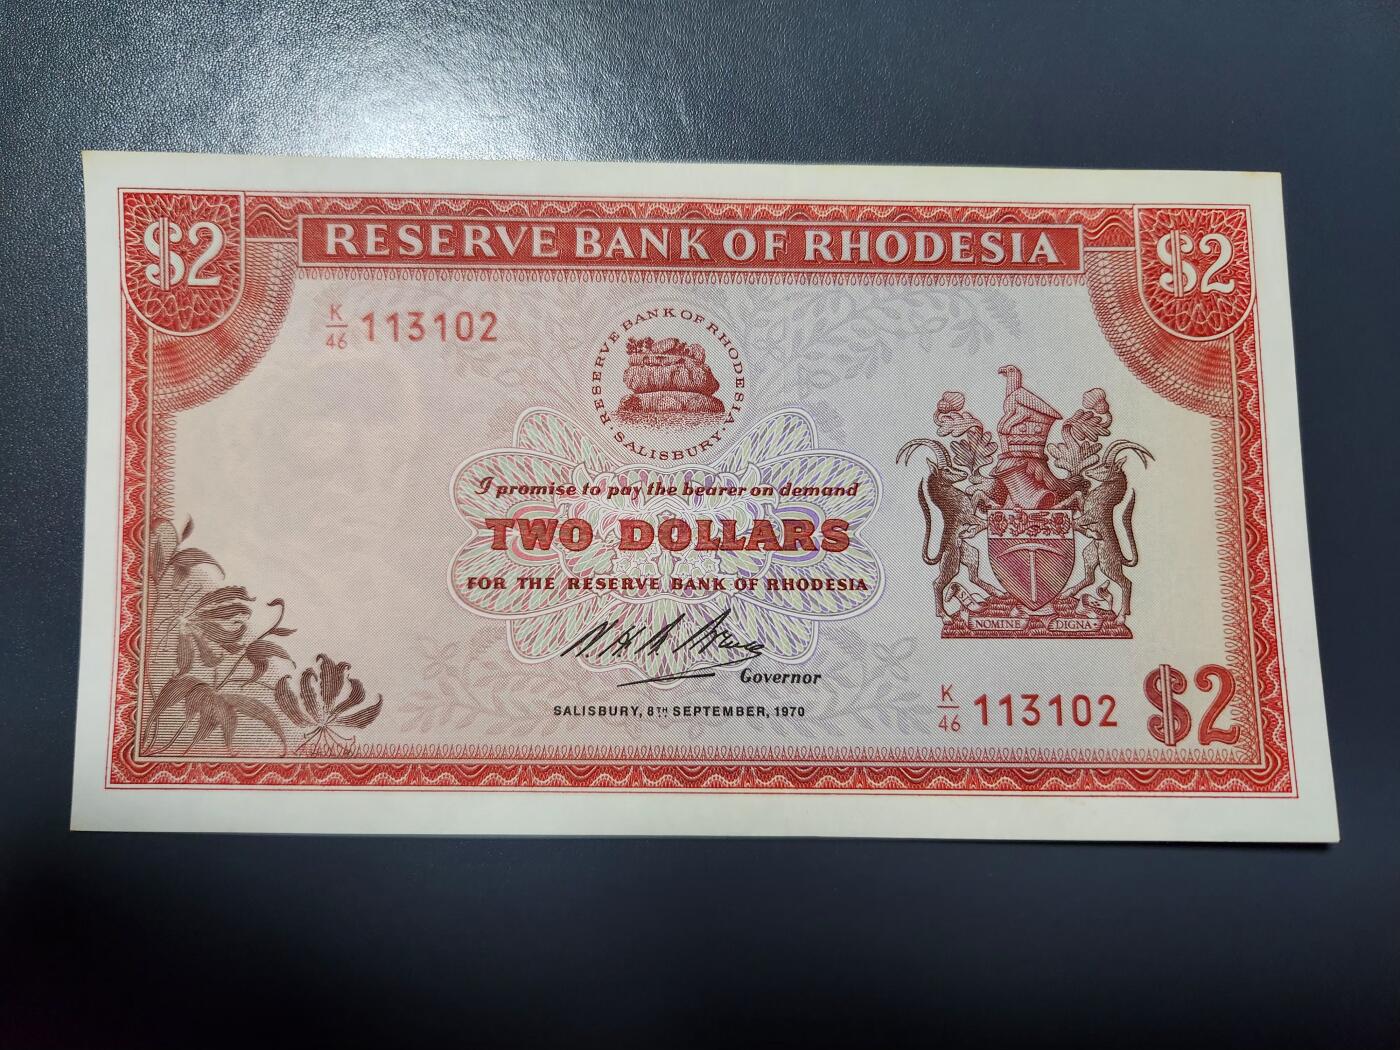 $2
RESERVE BANK OF RHODESIA
$2
K/46 113102
RESERVE BANK OF RHODESIA
· SALISBURY ·
I promise to pay the bearer on demand
TWO DOLLARS
FOR THE RESERVE BANK OF RHODESIA
Governor
SALISBURY, 8TH SEPTEMBER, 1970
SIT NOMINE DIGNA
K/46 113102
$2